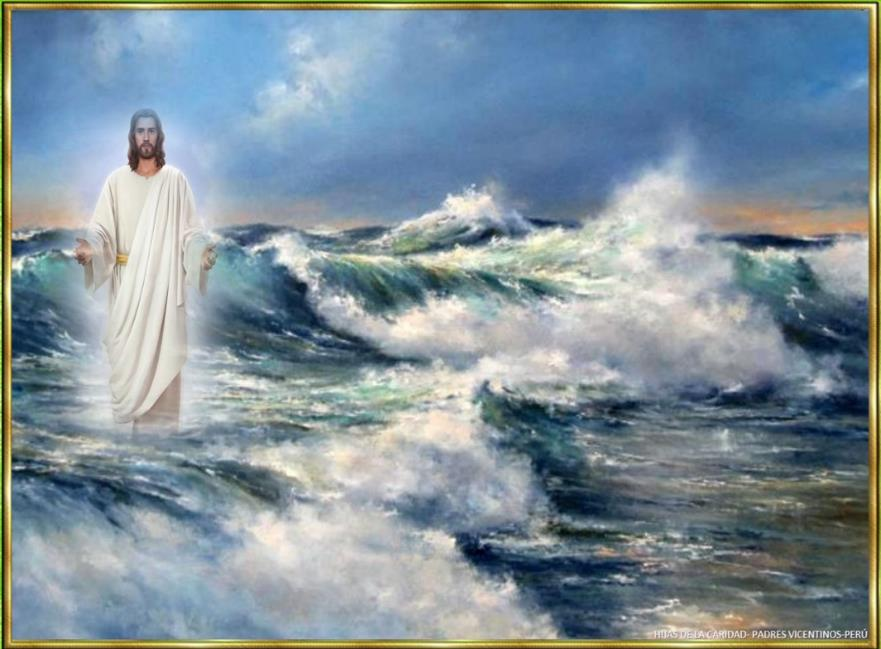 HIJAS DE LA CARIDAD- PADRES VICENTINOS-PERÚ